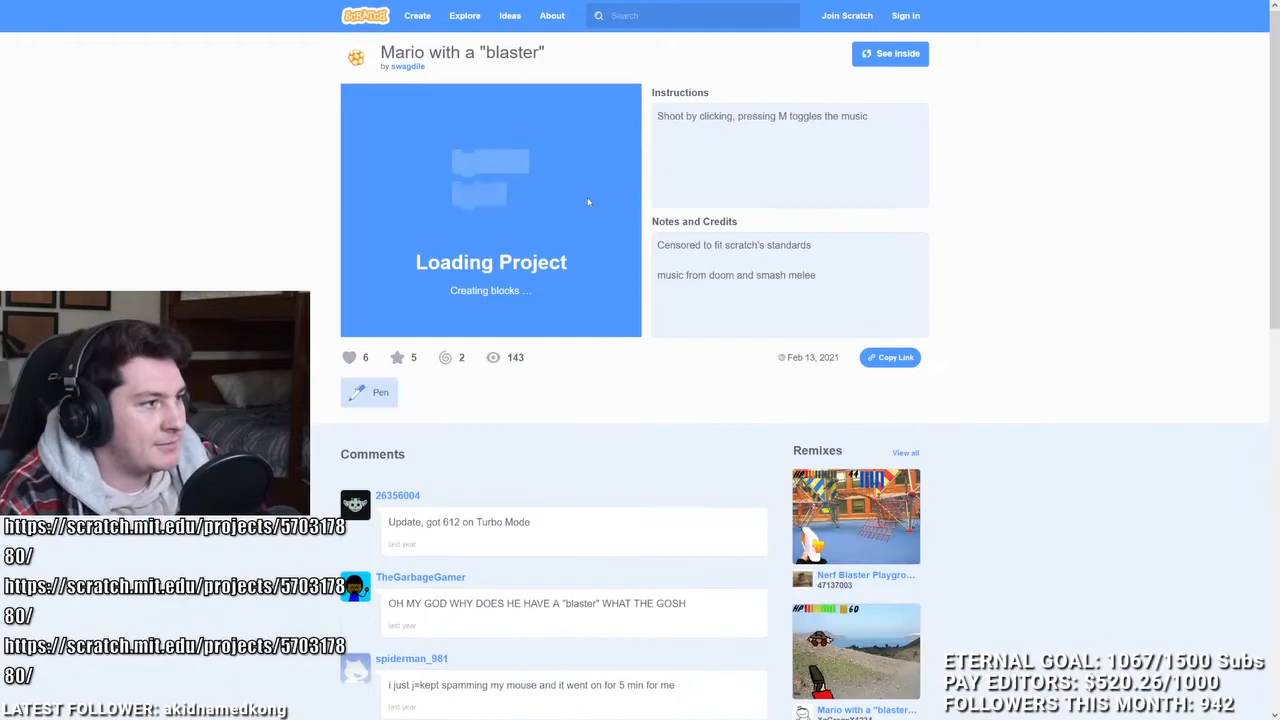 SCRATCH Create Explore Ideas About Search Join Scratch Sign in
Mario with a "blaster"
by swagdile
See inside
Loading Project
Creating blocks ...
Instructions
Shoot by clicking, pressing M toggles the music
Notes and Credits
Censored to fit scratch's standards
music from doom and smash melee
6 5 2 143
Feb 13, 2021 Copy Link
Pen
Comments
26356004
Update, got 612 on Turbo Mode
last year
TheGarbageGamer
OH MY GOD WHY DOES HE HAVE A "blaster" WHAT THE GOSH
last year
spiderman_981
i just j=kept spamming my mouse and it went on for 5 min for me
last year
Remixes View all
HP 44
Nerf Blaster Playgro...
47137003
HP 60
Mario with a "blaster...
https://scratch.mit.edu/projects/5703178
80/
https://scratch.mit.edu/projects/5703178
80/
https://scratch.mit.edu/projects/5703178
80/
LATEST FOLLOWER: akidnamedkong
ETERNAL GOAL: 1067/1500 Subs
PAY EDITORS: $520.26/1000
FOLLOWERS THIS MONTH: 942